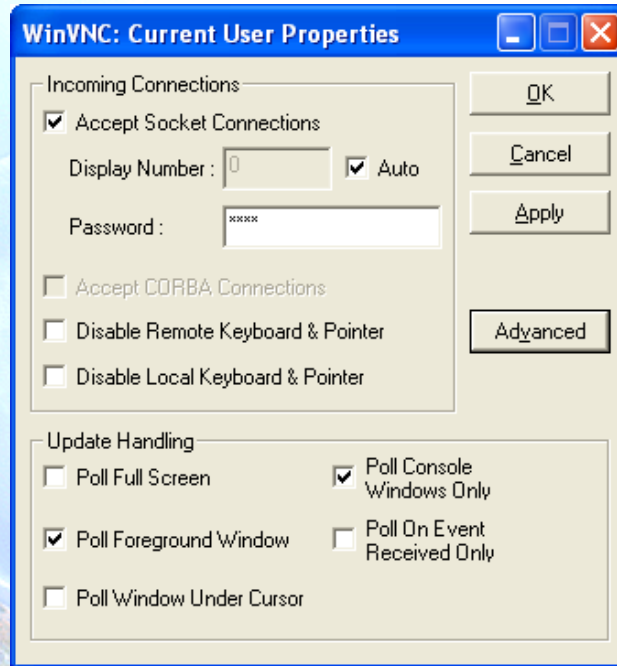 WinVNC: Current User Properties
Incoming Connections
Accept Socket Connections
Display Number : 0 Auto
Password : ****
Accept CORBA Connections
Disable Remote Keyboard & Pointer
Disable Local Keyboard & Pointer
OK
Cancel
Apply
Advanced
Update Handling
Poll Full Screen
Poll Foreground Window
Poll Window Under Cursor
Poll Console
Windows Only
Poll On Event
Received Only